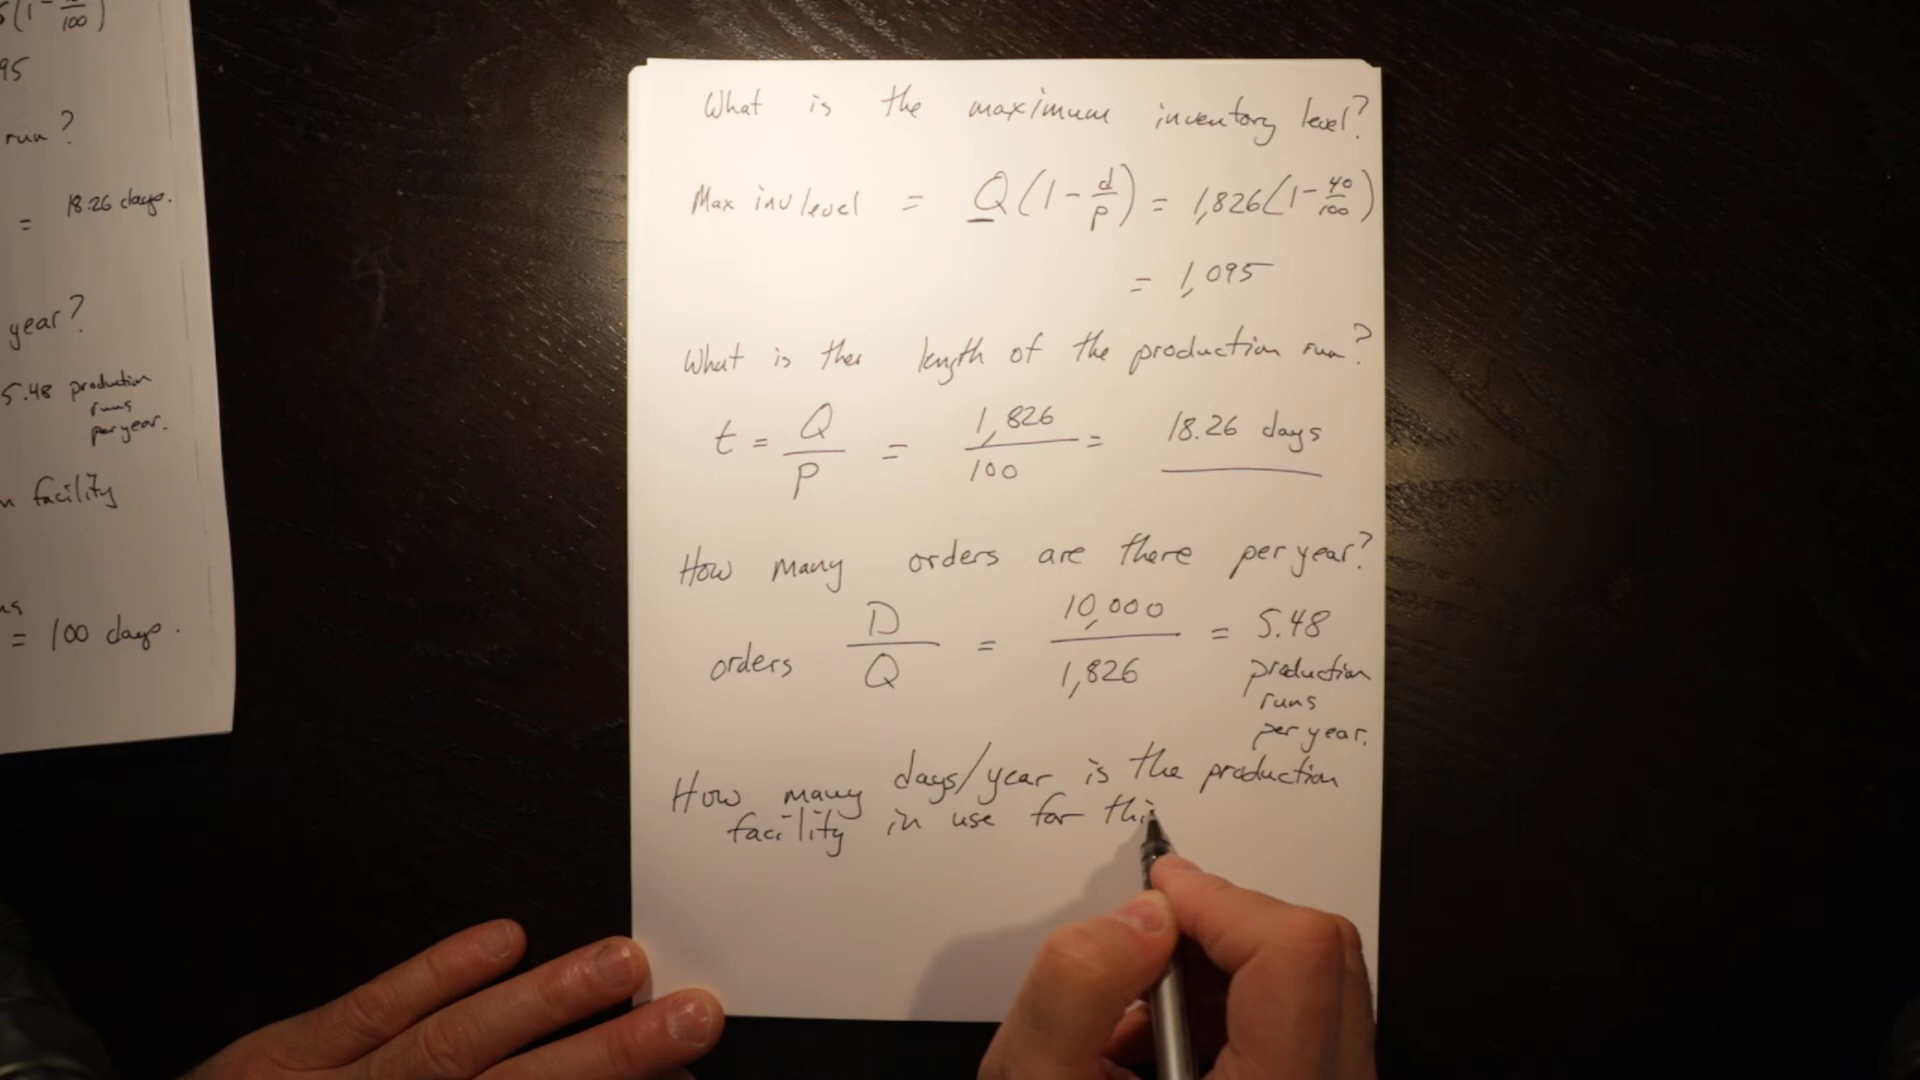 (1-
100)
95
run?
= 18.26 days.
year?
5.48 production
runs
per year.
facility
= 100 days.
What is the maximum inventory level?
Max inv level = Q(1-d/p) = 1,826(1-40/100)
= 1,095
What is ther length of the production run?
t = Q/p = 1,826/100 = 18.26 days
How many orders are there per year?
orders D/Q = 10,000/1,826 = 5.48
production
runs
per year.
How many days/year is the production
facility in use for thi